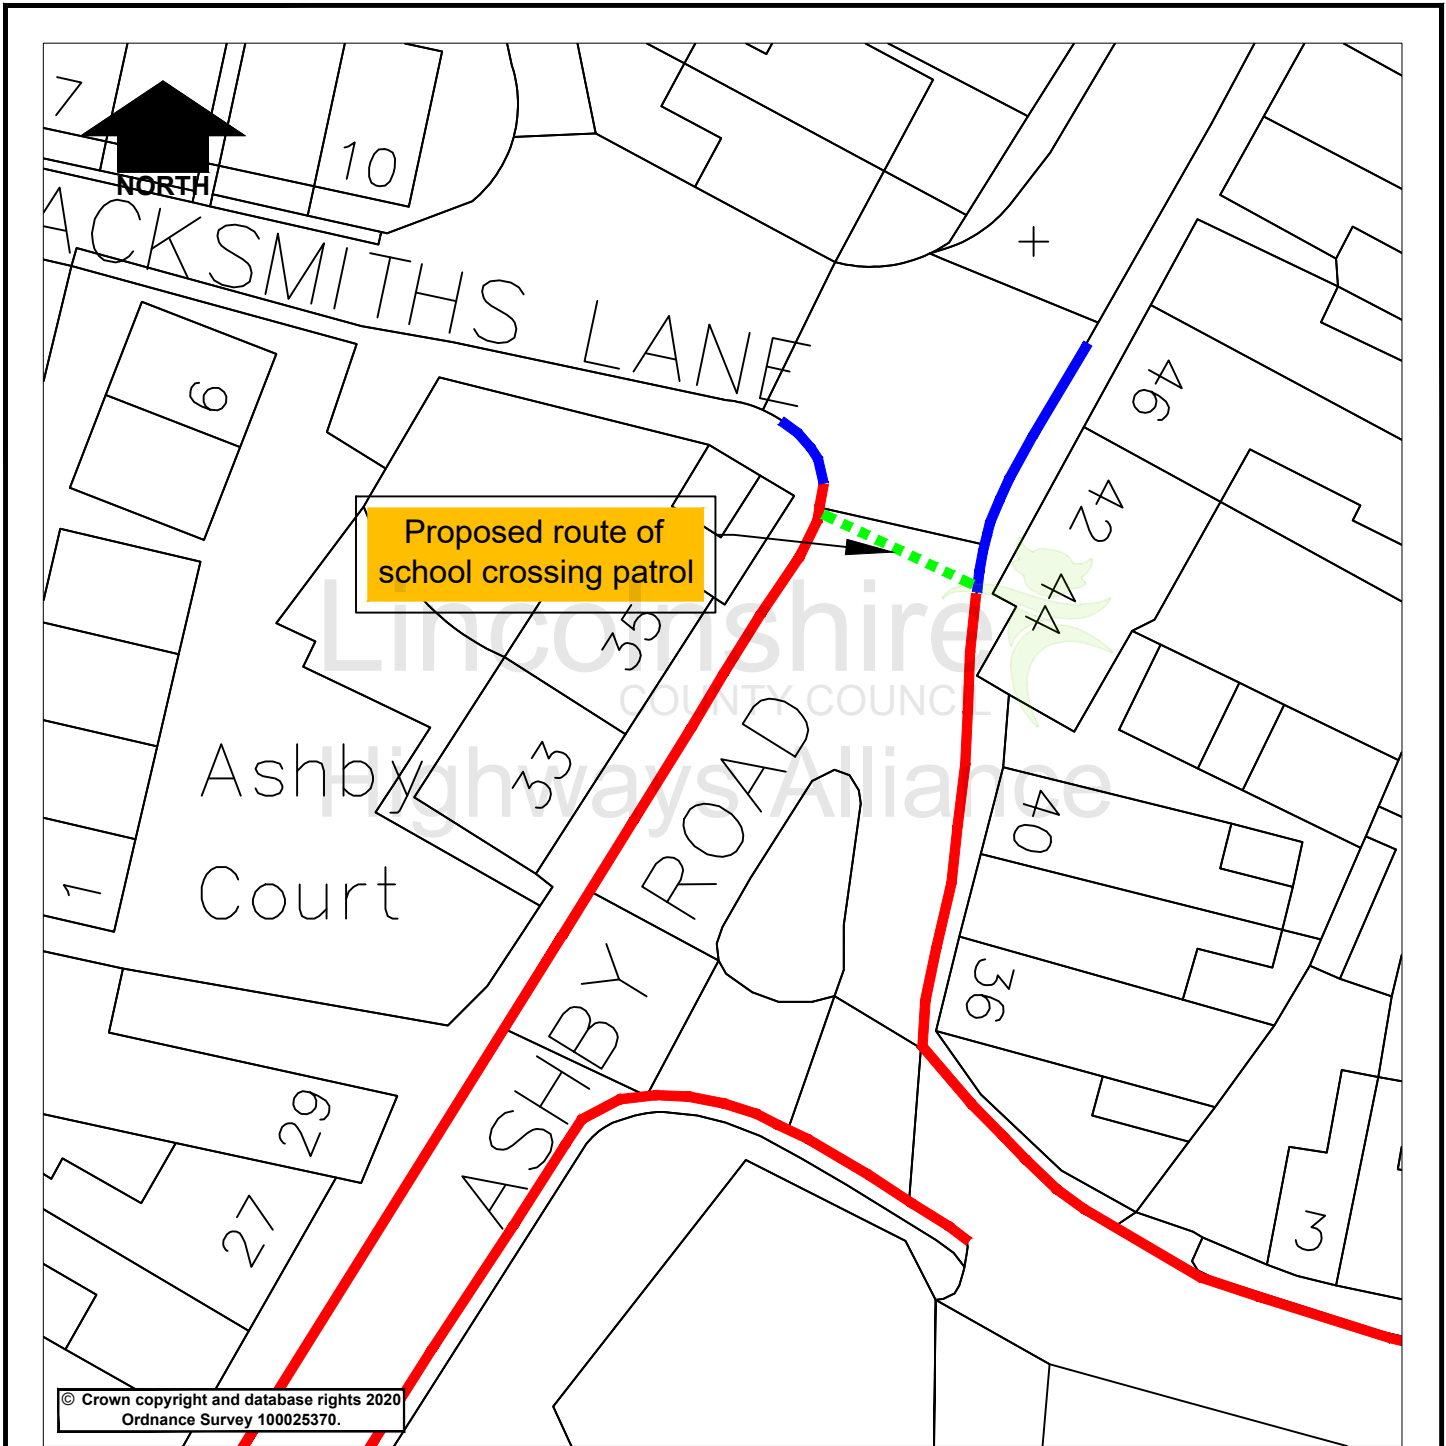 7
10
NORTH
ACKSMITHS LANE
6
46
42
44
Proposed route of
school crossing patrol
Lincolnshire
COUNTY COUNCIL
Highways Alliance
35
33
Ashby
Court
1
ASHBY ROAD
40
36
29
27
3
© Crown copyright and database rights 2020
Ordnance Survey 100025370.